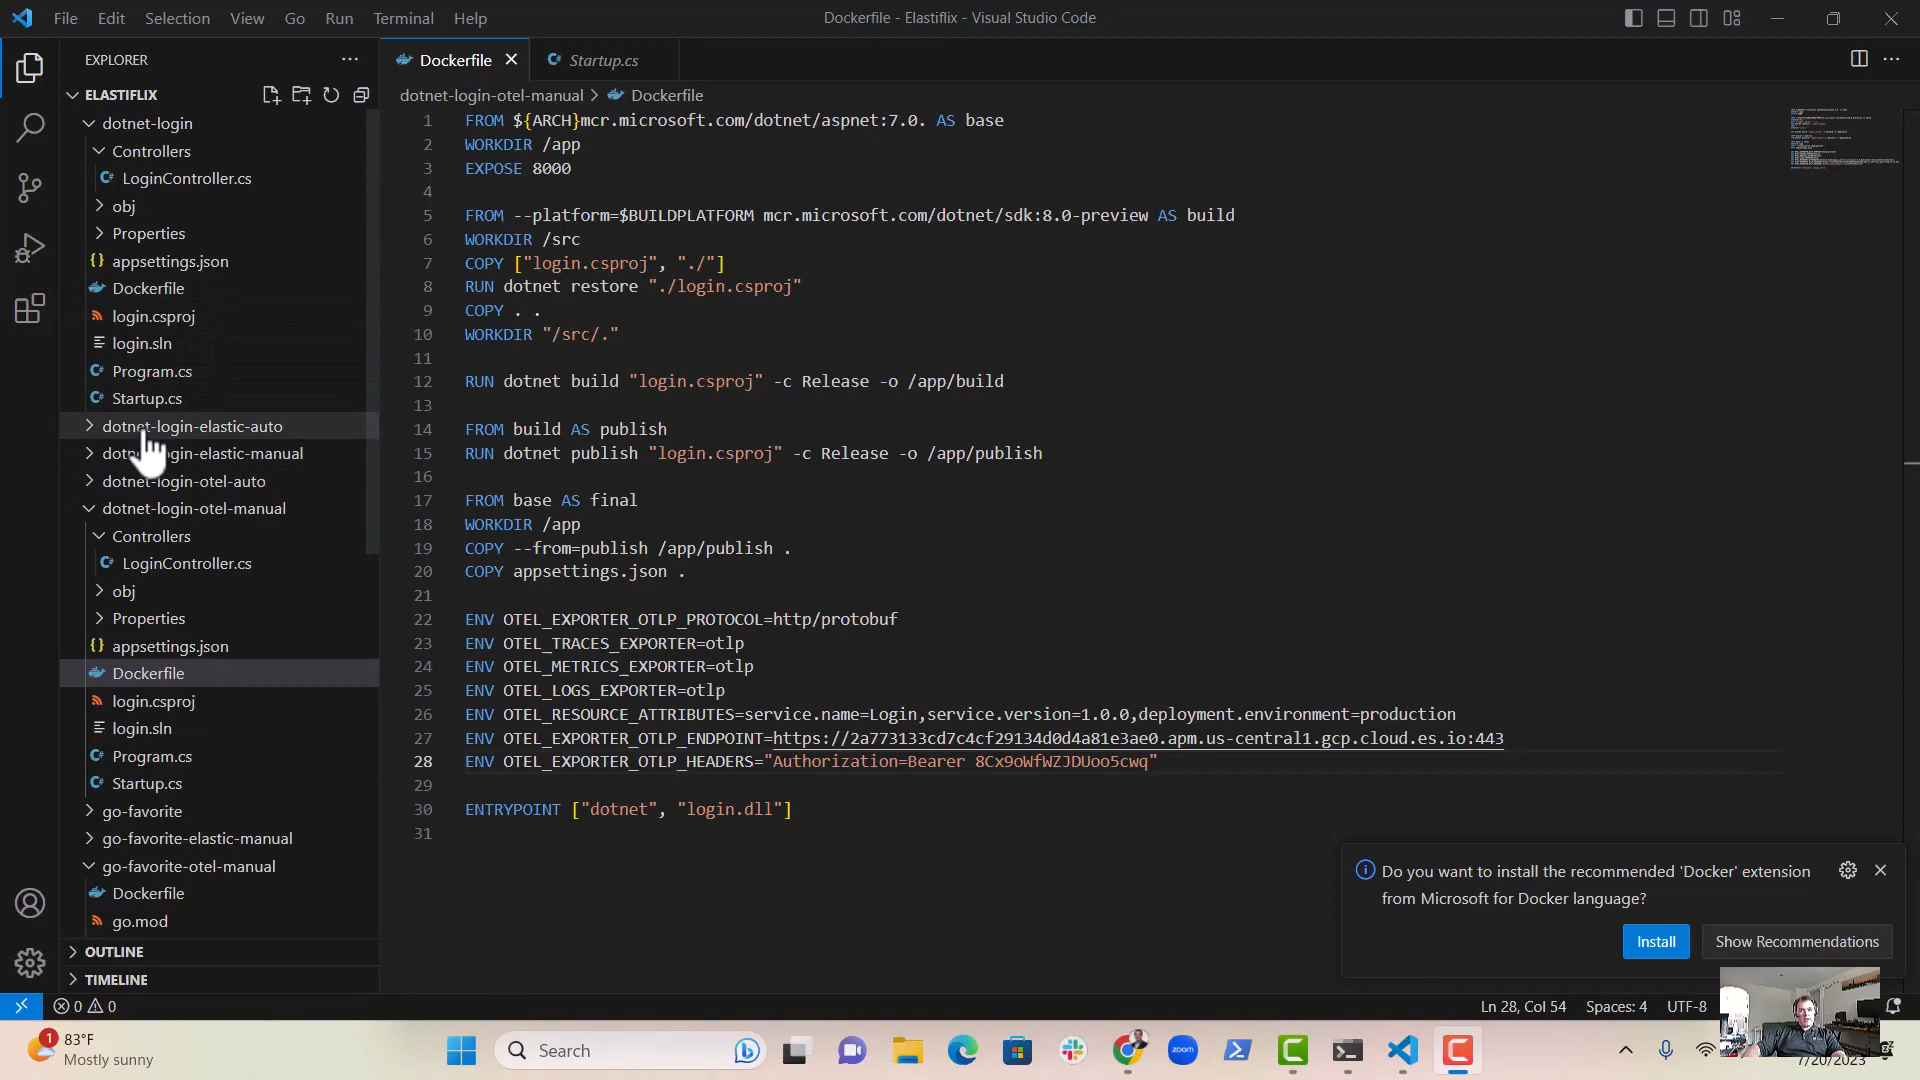 File Edit Selection View Go Run Terminal Help
Dockerfile - Elastiflix - Visual Studio Code
EXPLORER
ELASTIFLIX
dotnet-login
Controllers
LoginController.cs
obj
Properties
appsettings.json
Dockerfile
login.csproj
login.sln
Program.cs
Startup.cs
dotnet-login-elastic-auto
login-elastic-manual
dotnet-login-otel-auto
dotnet-login-otel-manual
Controllers
LoginController.cs
obj
Properties
appsettings.json
Dockerfile
login.csproj
login.sln
Program.cs
Startup.cs
go-favorite
go-favorite-elastic-manual
go-favorite-otel-manual
Dockerfile
go.mod
OUTLINE
TIMELINE
Dockerfile Startup.cs
dotnet-login-otel-manual > Dockerfile
1 FROM ${ARCH}mcr.microsoft.com/dotnet/aspnet:7.0. AS base
2 WORKDIR /app
3 EXPOSE 8000
4
5 FROM --platform=$BUILDPLATFORM mcr.microsoft.com/dotnet/sdk:8.0-preview AS build
6 WORKDIR /src
7 COPY ["login.csproj", "./"]
8 RUN dotnet restore "./login.csproj"
9 COPY . .
10 WORKDIR "/src/."
11
12 RUN dotnet build "login.csproj" -c Release -o /app/build
13
14 FROM build AS publish
15 RUN dotnet publish "login.csproj" -c Release -o /app/publish
16
17 FROM base AS final
18 WORKDIR /app
19 COPY --from=publish /app/publish .
20 COPY appsettings.json .
21
22 ENV OTEL_EXPORTER_OTLP_PROTOCOL=http/protobuf
23 ENV OTEL_TRACES_EXPORTER=otlp
24 ENV OTEL_METRICS_EXPORTER=otlp
25 ENV OTEL_LOGS_EXPORTER=otlp
26 ENV OTEL_RESOURCE_ATTRIBUTES=service.name=Login,service.version=1.0.0,deployment.environment=production
27 ENV OTEL_EXPORTER_OTLP_ENDPOINT=https://2a773133cd7c4cf29134d0d4a81e3ae0.apm.us-central1.gcp.cloud.es.io:443
28 ENV OTEL_EXPORTER_OTLP_HEADERS="Authorization=Bearer 8Cx9oWfWZJDUoo5cwq"
29
30 ENTRYPOINT ["dotnet", "login.dll"]
31
Do you want to install the recommended 'Docker' extension
from Microsoft for Docker language?
Install Show Recommendations
0 0
Ln 28, Col 54 Spaces: 4 UTF-8
1 83°F
Mostly sunny
Search
zoom
7/20/2023